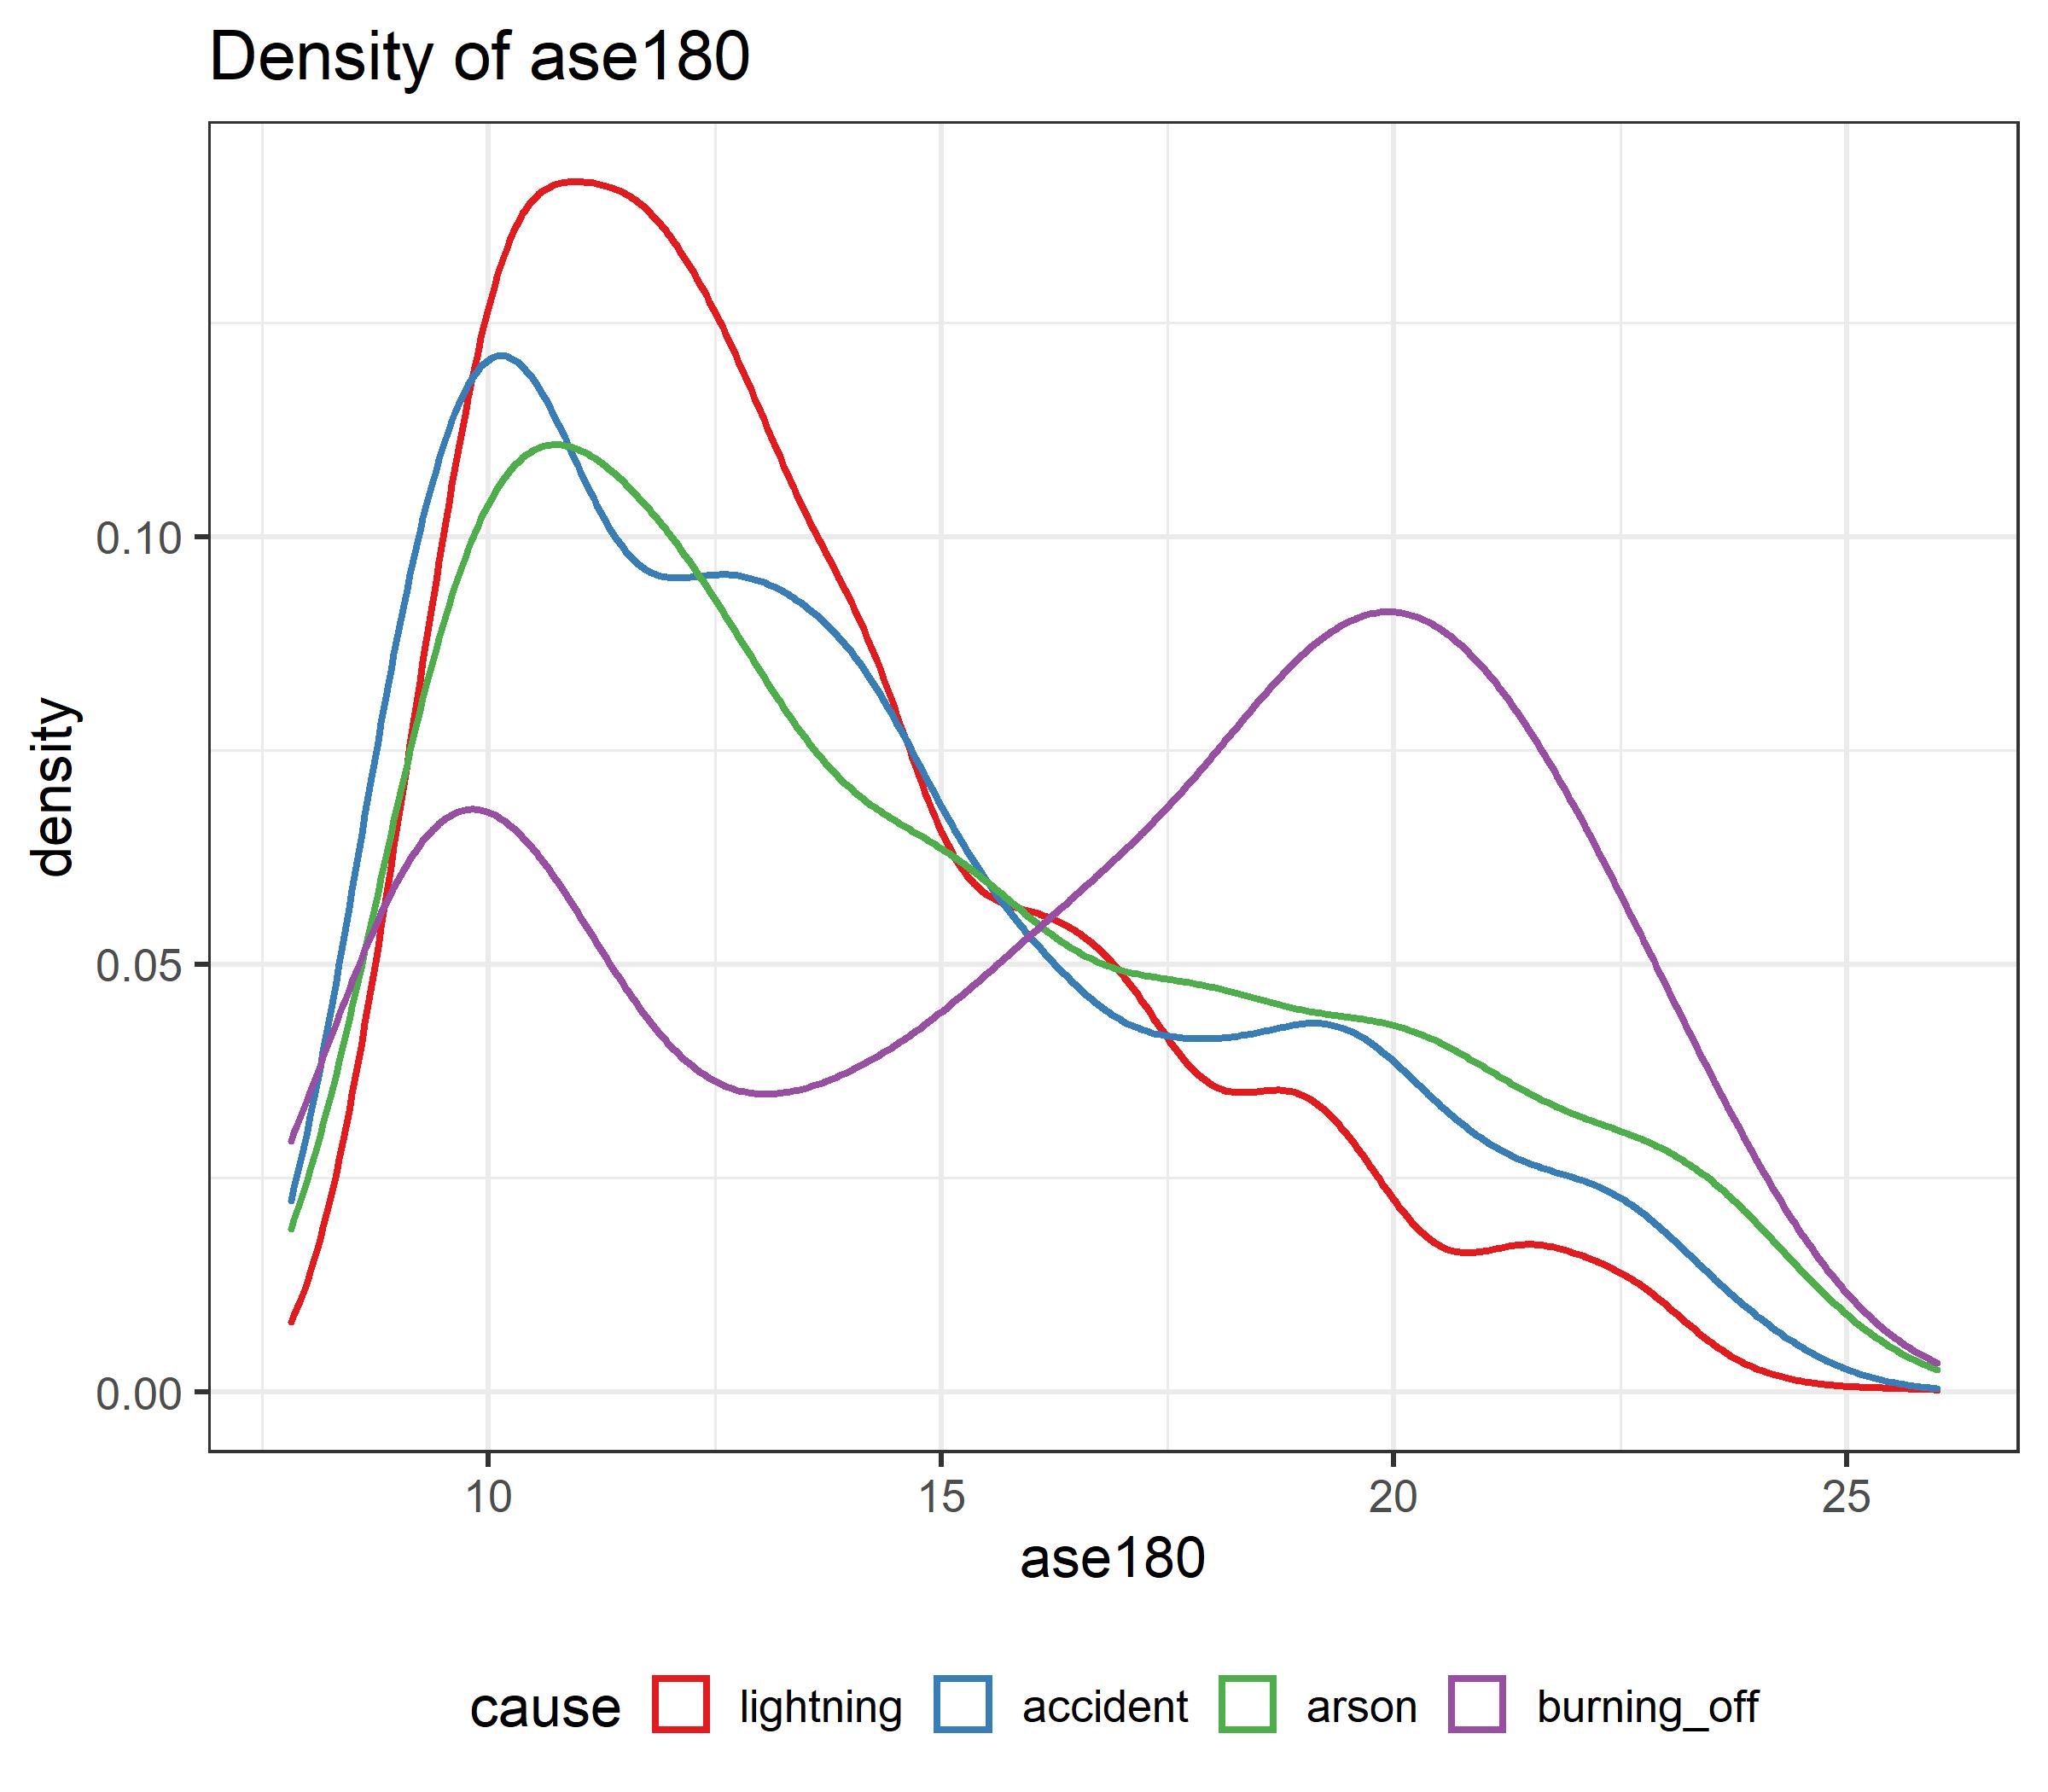 Density of ase180
density
0.10
0.05
0.00
10 15 20 25
ase180
cause lightning accident arson burning_off